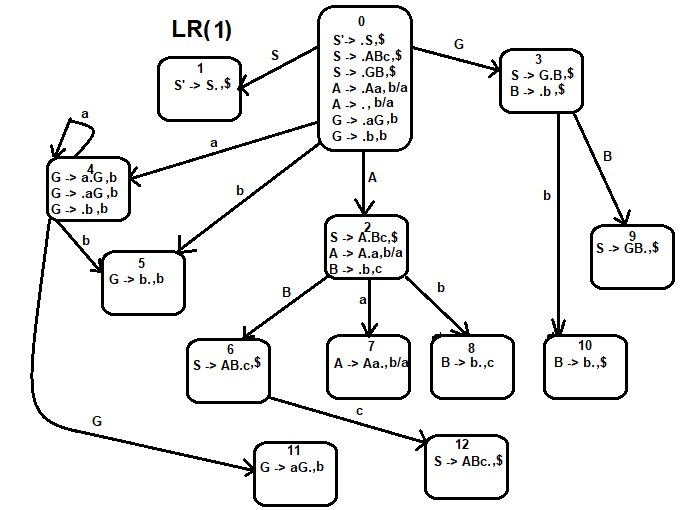 LR(1)
0
S'-> .S,$
S -> .ABc,$
S -> .GB,$
A -> .Aa, b/a
A -> . , b/a
G -> .aG,b
G -> .b,b
S
1
S' -> S.,$
G
3
S -> G.B,$
B -> .b ,$
a
4
G -> a.G ,b
G -> .aG ,b
G -> .b ,b
a
b
A
B
b
b
5
G -> b.,b
2
S -> A.Bc,$
A -> A.a,b/a
B -> .b,c
9
S -> GB.,$
B
a
b
6
S -> AB.c,$
7
A -> Aa.,b/a
8
B -> b.,c
10
B -> b.,$
c
G
11
G -> aG.,b
12
S -> ABc.,$